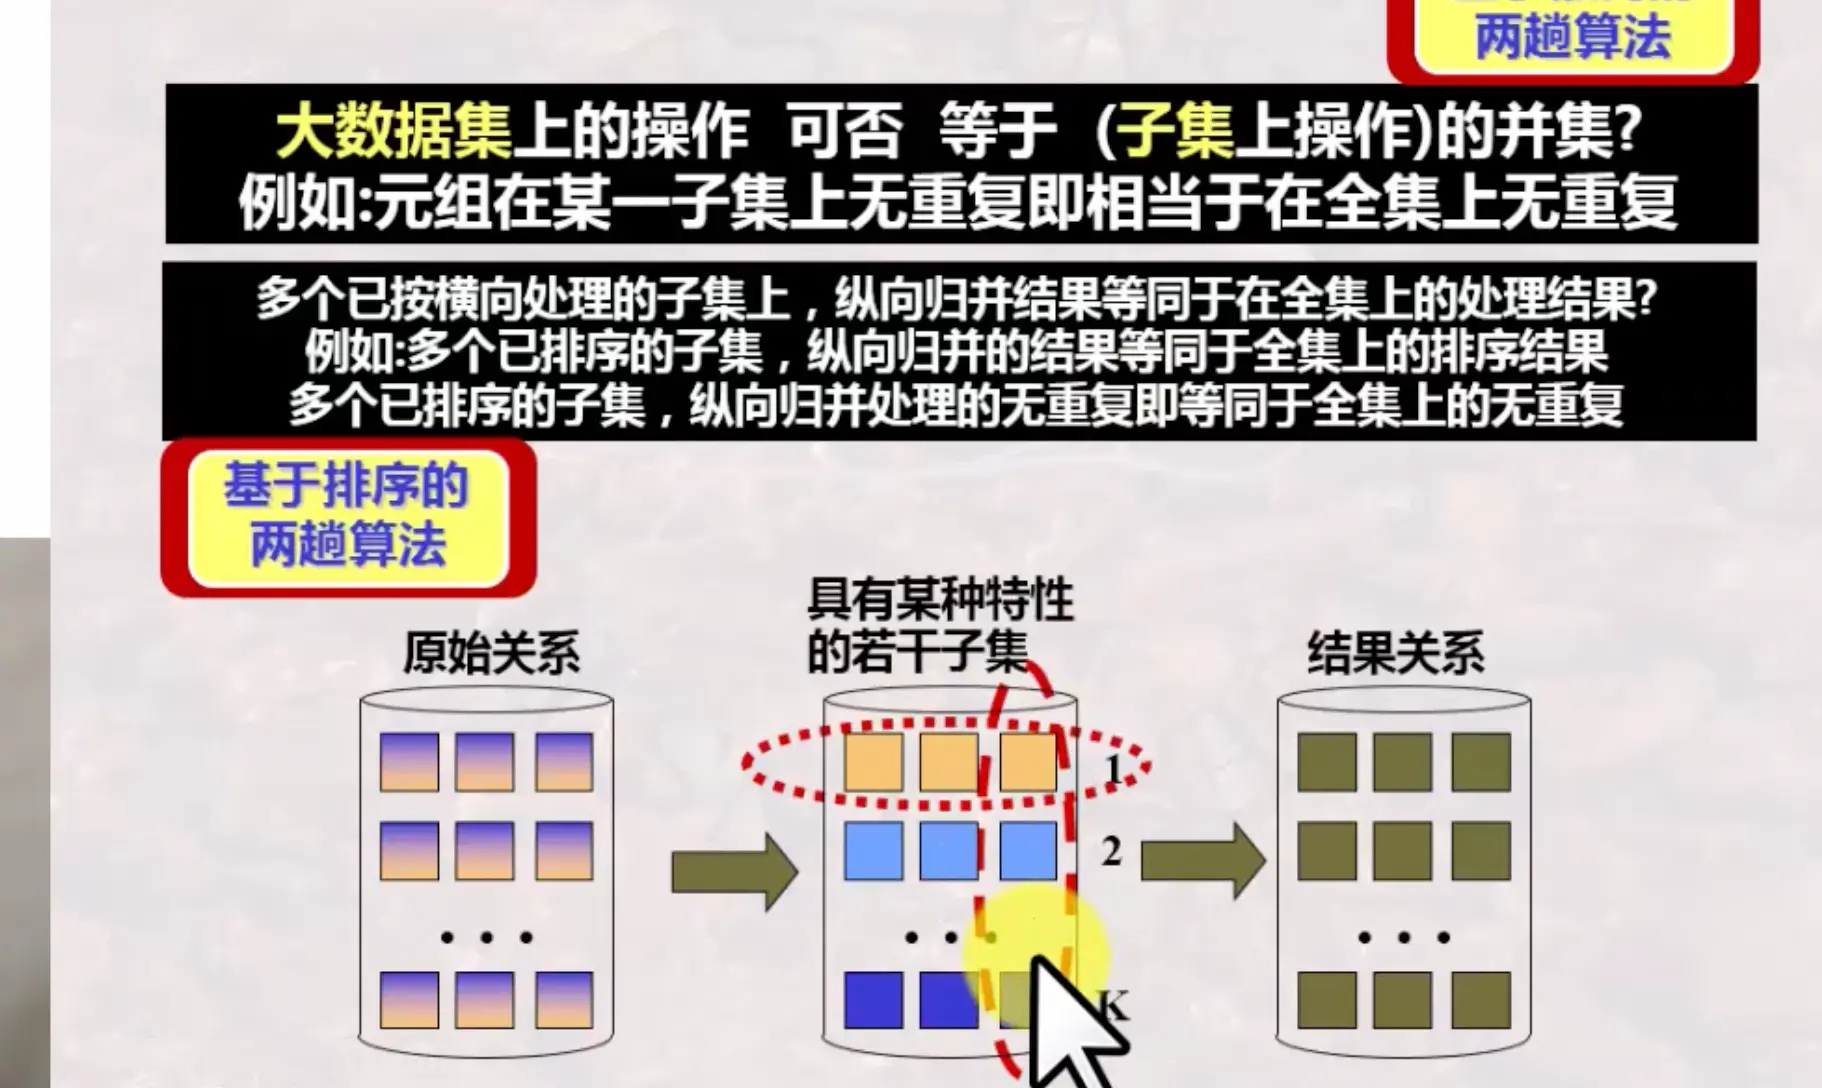 两趟算法
大数据集上的操作 可否 等于 (子集上操作)的并集?
例如:元组在某一子集上无重复即相当于在全集上无重复
多个已按横向处理的子集上，纵向归并结果等同于在全集上的处理结果?
例如:多个已排序的子集，纵向归并的结果等同于全集上的排序结果
多个已排序的子集，纵向归并处理的无重复即等同于全集上的无重复
基于排序的
两趟算法
原始关系
具有某种特性
的若干子集
结果关系
1
2
K